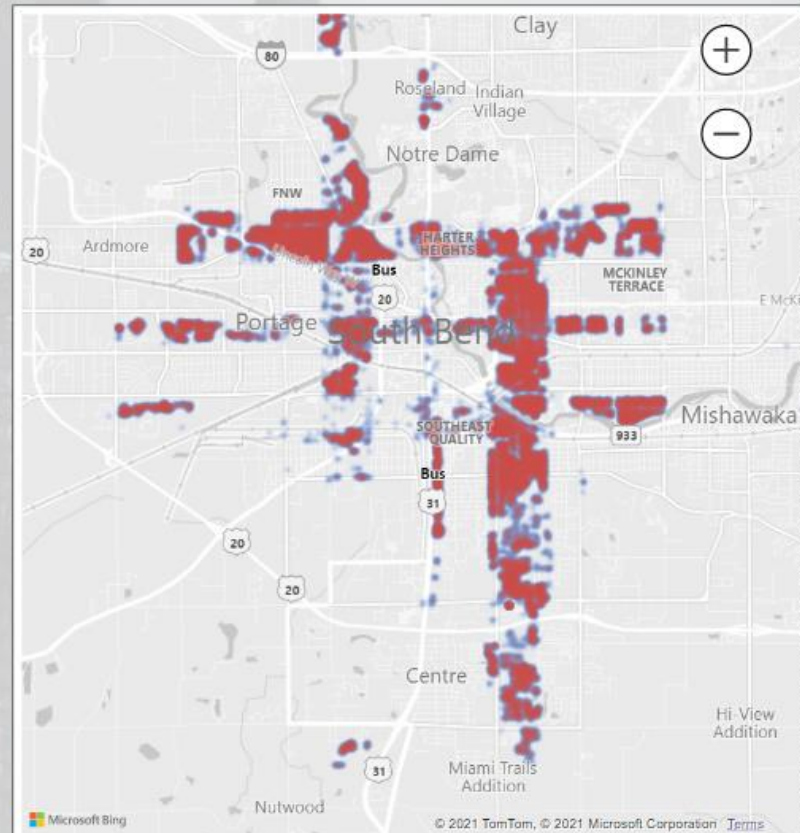 Clay
80
Roseland
Indian
Village
Notre Dame
FNW
20
Ardmore
HARTER
HEIGHTS
Lincoln Way W
Bus
20
MCKINLEY
TERRACE
Portage
South Bend
SOUTHEAST
QUALITY
Mishawaka
933
Bus
31
20
20
Centre
Hi-View
Addition
31
Miami Trails
Addition
Nutwood
Microsoft Bing
© 2021 TomTom, © 2021 Microsoft Corporation Terms